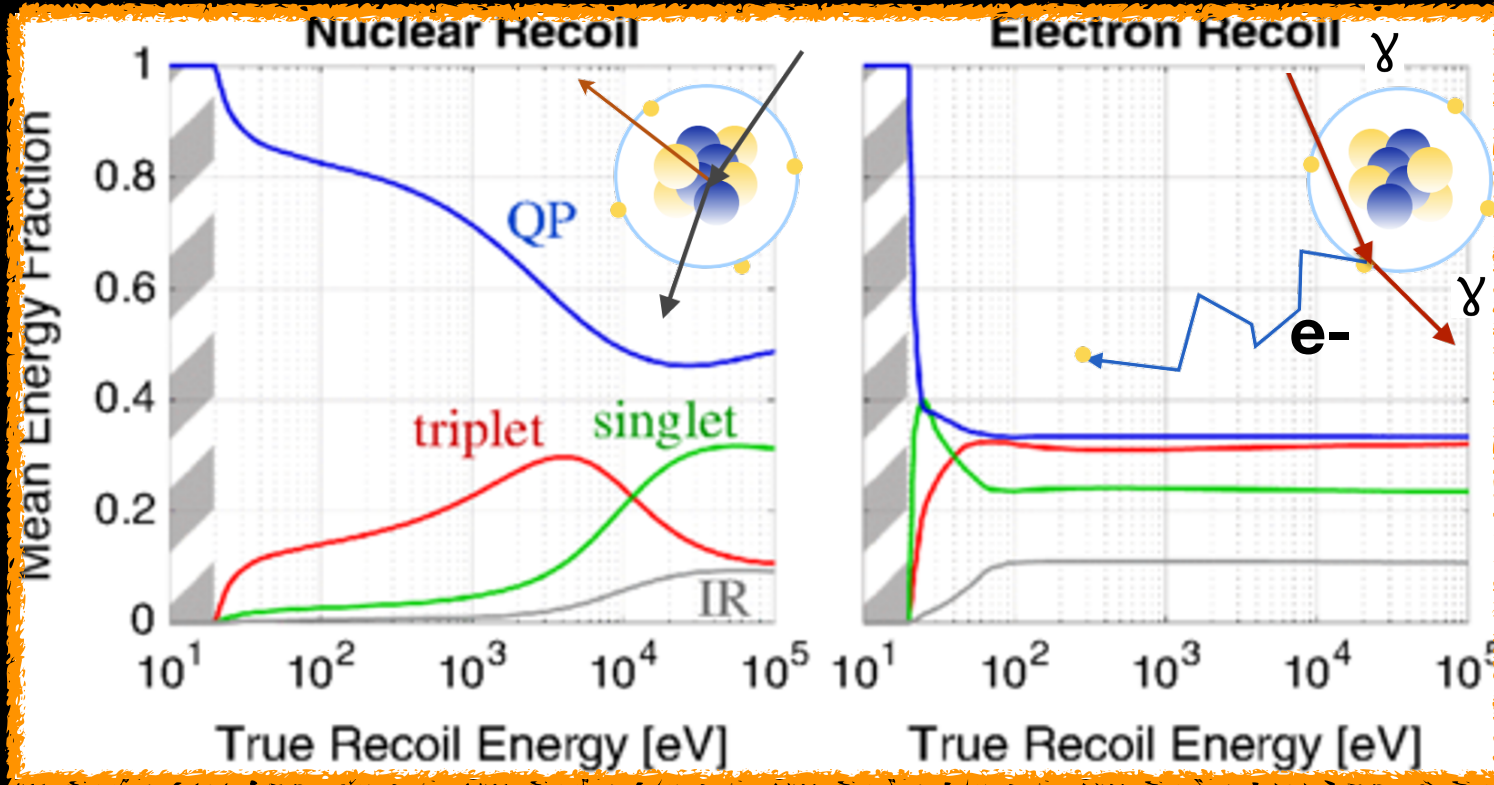 Nuclear Recoil
Electron Recoil
Mean Energy Fraction
1
0.8
0.6
0.4
0.2
0
QP
triplet
singlet
IR
10¹
10²
10³
10⁴
10⁵
True Recoil Energy [eV]
γ
γ
e-
10¹
10²
10³
10⁴
10⁵
True Recoil Energy [eV]